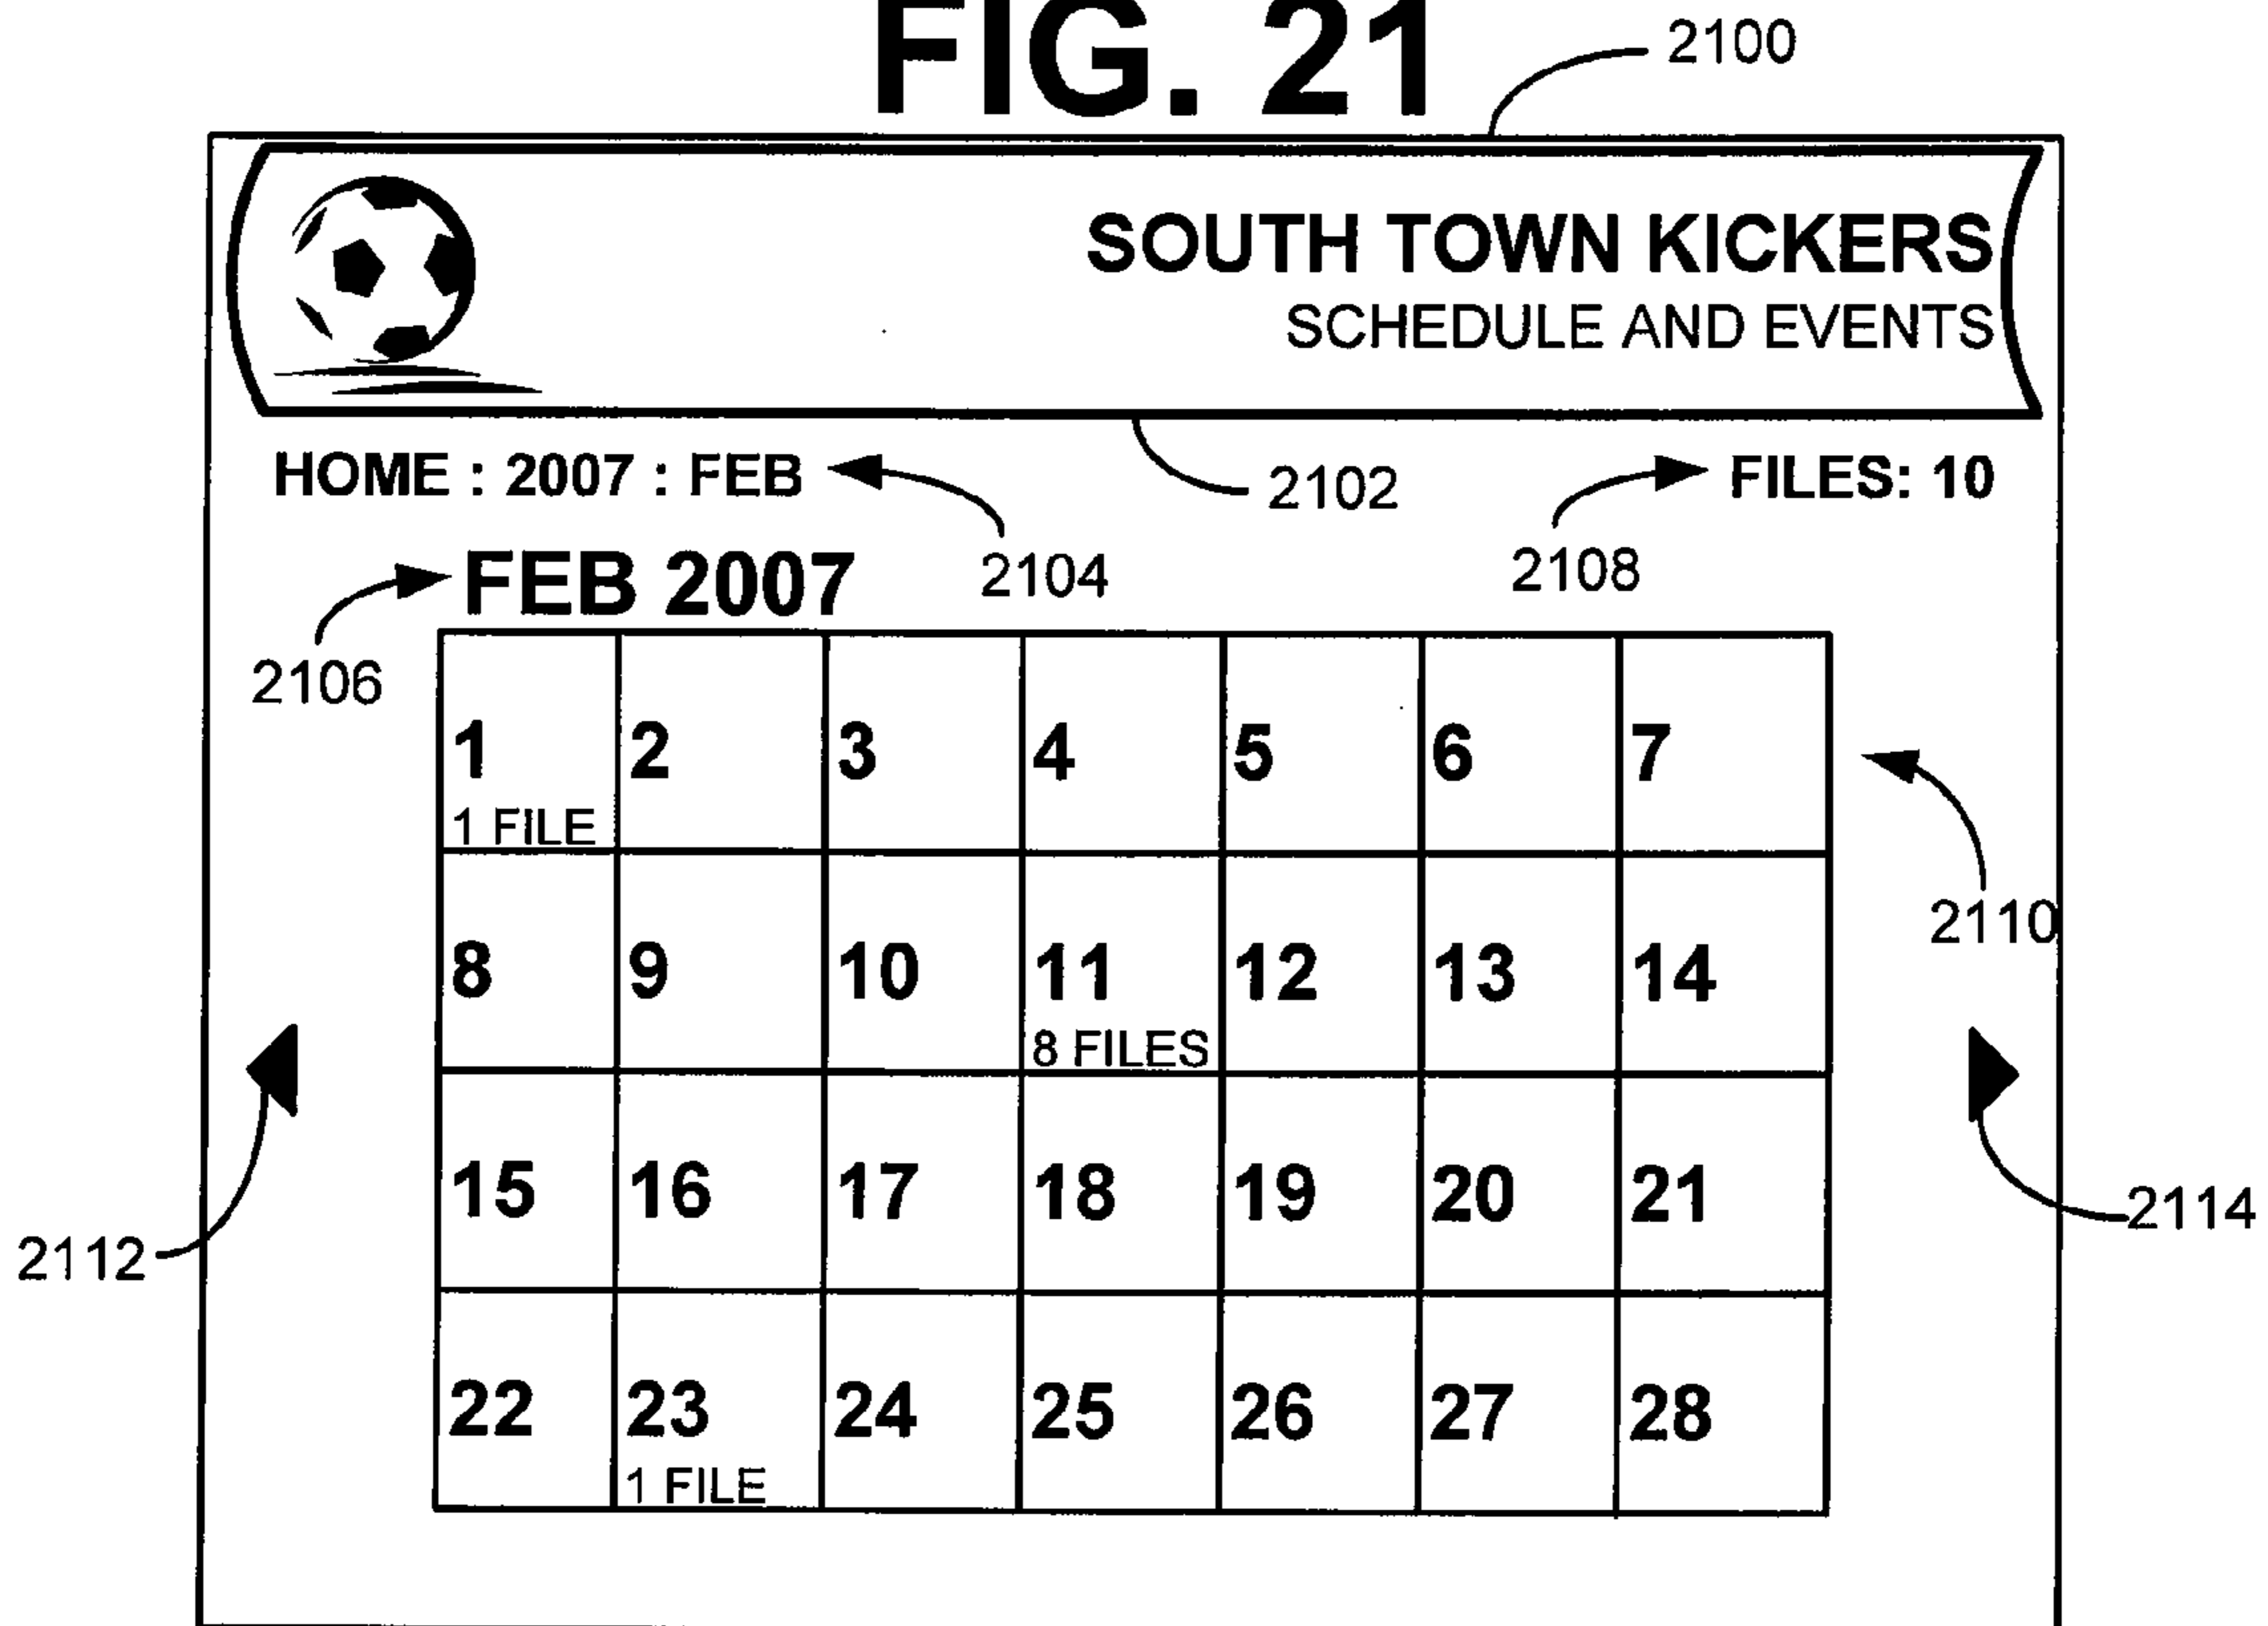 FIG. 21
2100
SOUTH TOWN KICKERS
SCHEDULE AND EVENTS
HOME : 2007 : FEB
2102
FILES: 10
FEB 2007
2104
2108
2106
1 2 3 4 5 6 7
1 FILE
2110
8 9 10 11 12 13 14
8 FILES
15 16 17 18 19 20 21
2112
2114
22 23 24 25 26 27 28
1 FILE